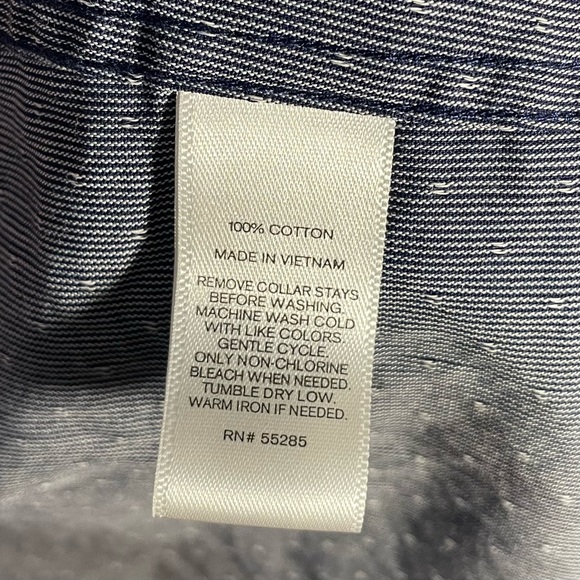 100% COTTON
MADE IN VIETNAM
REMOVE COLLAR STAYS
BEFORE WASHING.
MACHINE WASH COLD
WITH LIKE COLORS
GENTLE CYCLE.
ONLY NON-CHLORINE
BLEACH WHEN NEEDED.
TUMBLE DRY LOW.
WARM IRON IF NEEDED.
RN# 55285